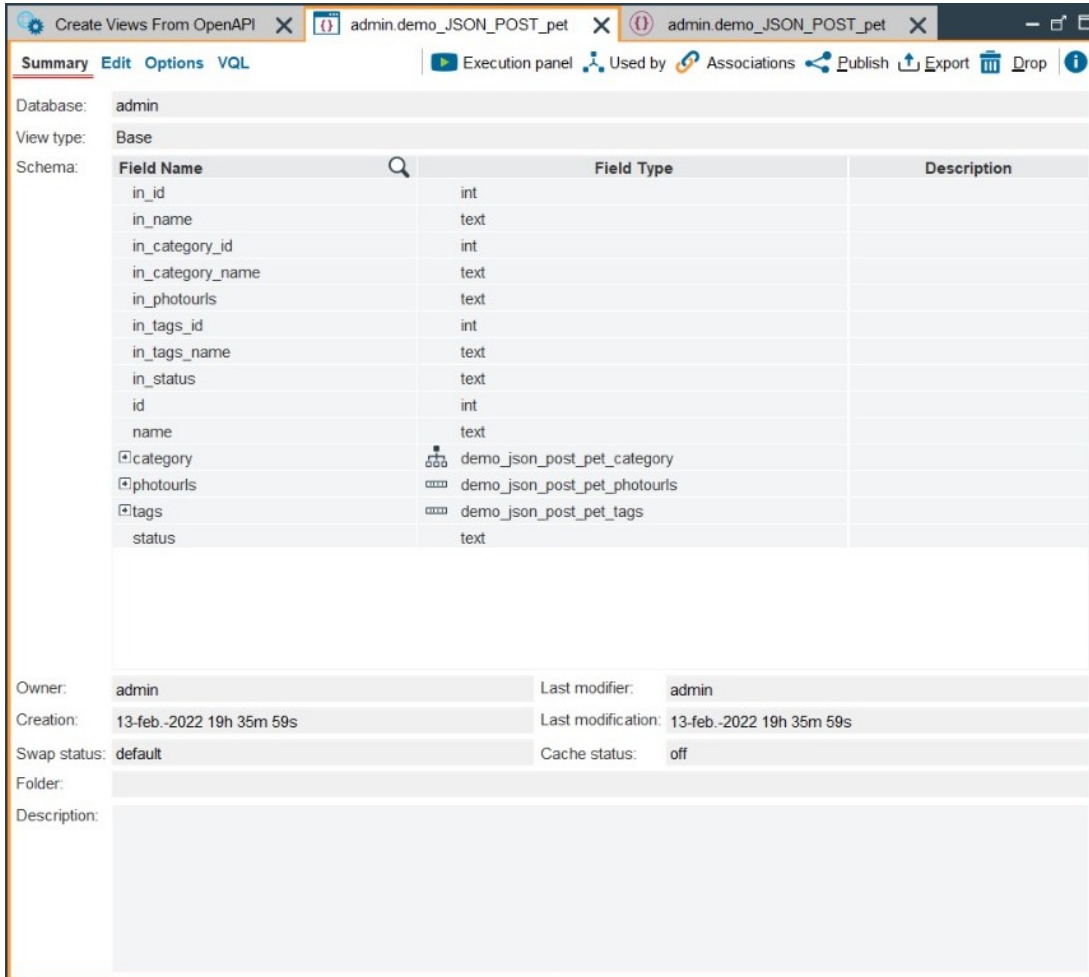 Create Views From OpenAPI admin.demo_JSON_POST_pet admin.demo_JSON_POST_pet
Summary Edit Options VQL Execution panel Used by Associations Publish Export Drop
Database: admin
View type: Base
Schema: Field Name Field Type Description
in_id int
in_name text
in_category_id int
in_category_name text
in_photourls text
in_tags_id int
in_tags_name text
in_status text
id int
name text
category demo_json_post_pet_category
photourls demo_json_post_pet_photourls
tags demo_json_post_pet_tags
status text
Owner: admin Last modifier: admin
Creation: 13-feb.-2022 19h 35m 59s Last modification: 13-feb.-2022 19h 35m 59s
Swap status: default Cache status: off
Folder:
Description: